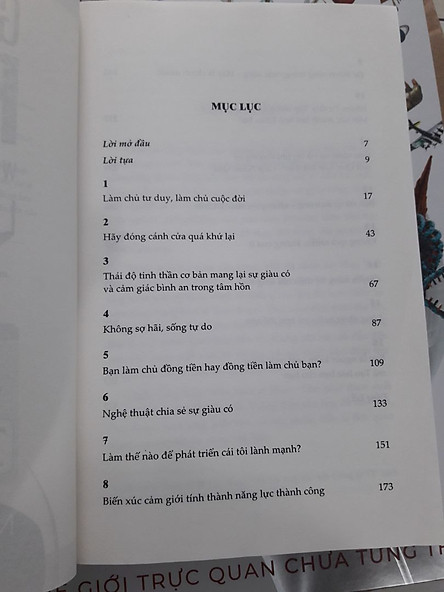 MỤC LỤC
Lời mở đầu 7
Lời tựa 9
1
Làm chủ tư duy, làm chủ cuộc đời 17
2
Hãy đóng cánh cửa quá khứ lại 43
3
Thái độ tinh thần cơ bản mang lại sự giàu có
và cảm giác bình an trong tâm hồn 67
4
Không sợ hãi, sống tự do 87
5
Bạn làm chủ đồng tiền hay đồng tiền làm chủ bạn? 109
6
Nghệ thuật chia sẻ sự giàu có 133
7
Làm thế nào để phát triển cái tôi lành mạnh? 151
8
Biến xúc cảm giới tính thành năng lực thành công 173
GIỚI TRỰC QUAN CHƯA TỪNG